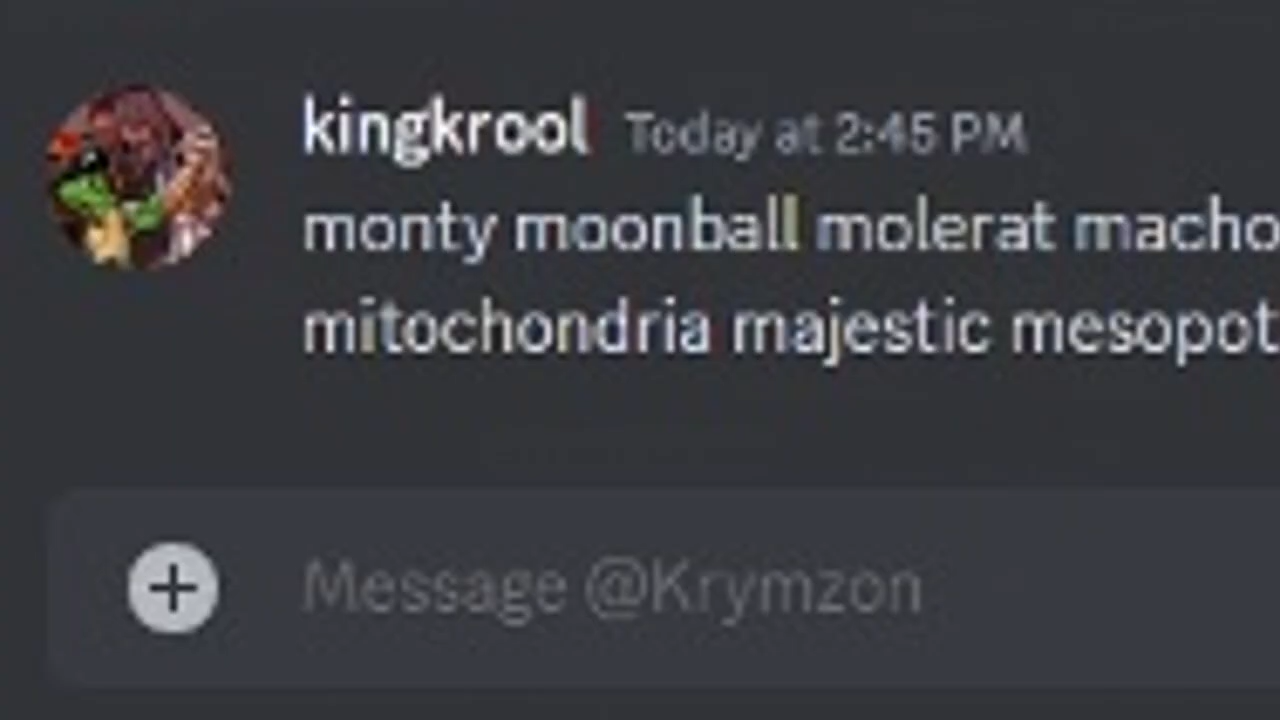 kingkrool Today at 2:45 PM
monty moonball molerat macho
mitochondria majestic mesopot
Message @Krymzon